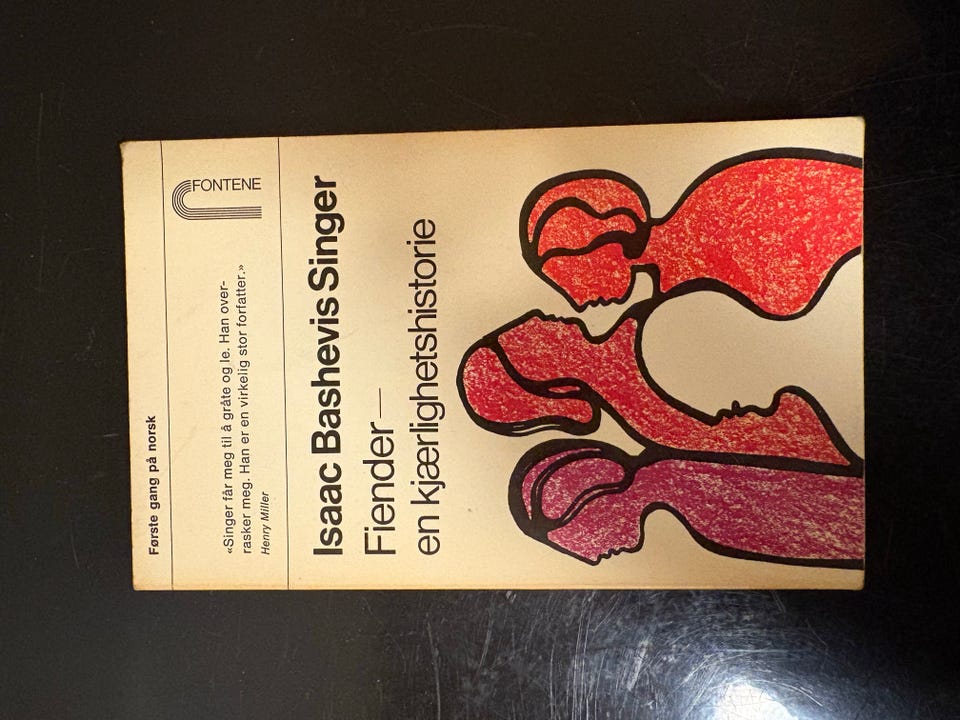 Første gang på norsk
FONTENE
«Singer får meg til å gråte og le. Han over-
rasker meg. Han er en virkelig stor forfatter.»
Henry Miller
Isaac Bashevis Singer
Fiender—
en kjærlighetshistorie